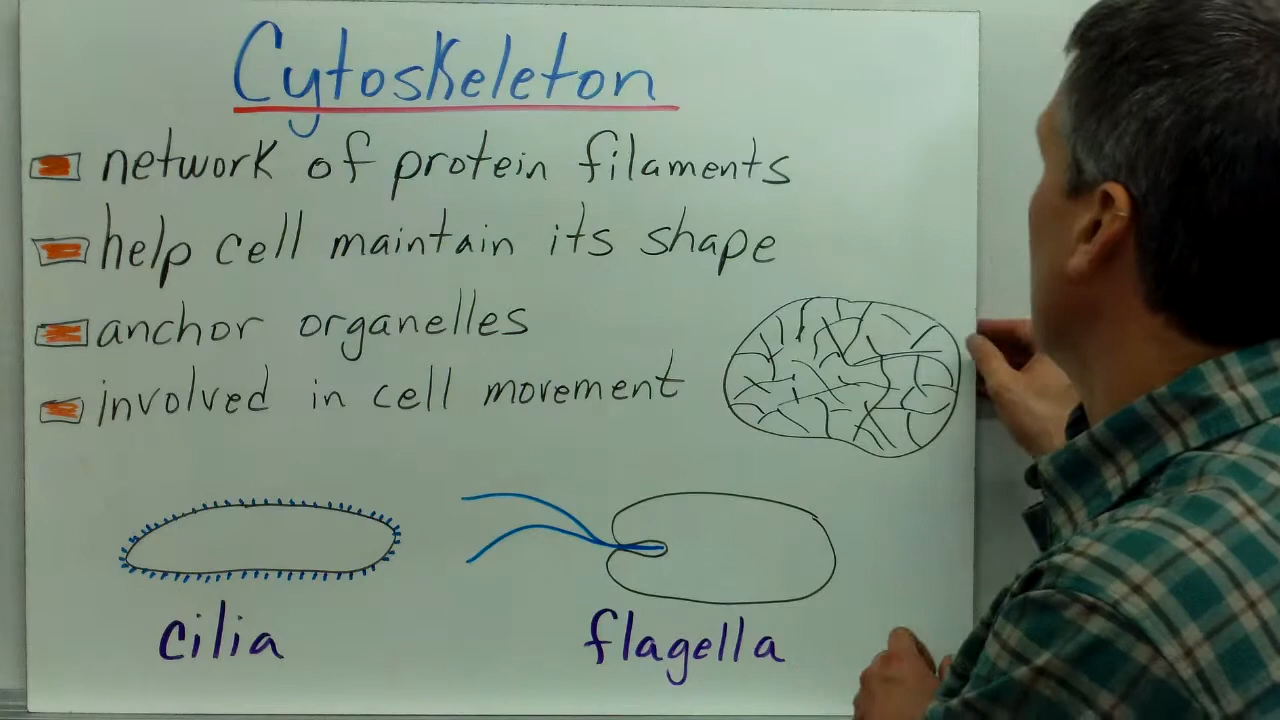 Cytoskeleton
network of protein filaments
help cell maintain its shape
anchor organelles
involved in cell movement
cilia
flagella